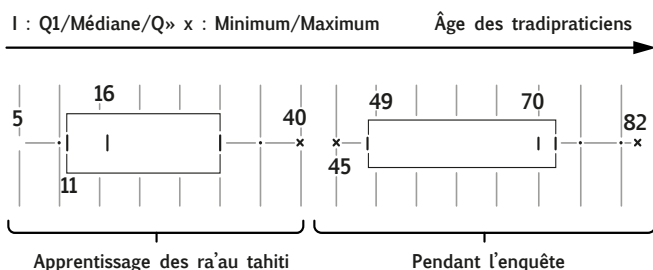 I : Q1/Médiane/Q» x : Minimum/Maximum Âge des tradipraticiens
16 49 70
5 40 82
45
11
Apprentissage des ra'au tahiti Pendant l'enquête